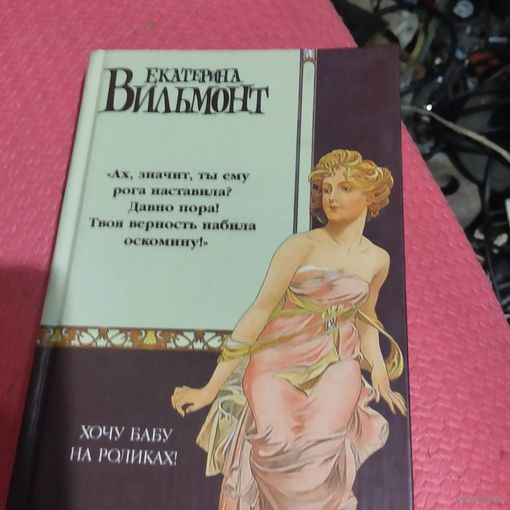 ЕКАТЕРИНА
ВИЛЬМОНТ
«Ах, значит, ты ему
рога наставила?
Давно пора!
Твоя верность набила
оскомину!»
ХОЧУ БАБУ
НА РОЛИКАХ!